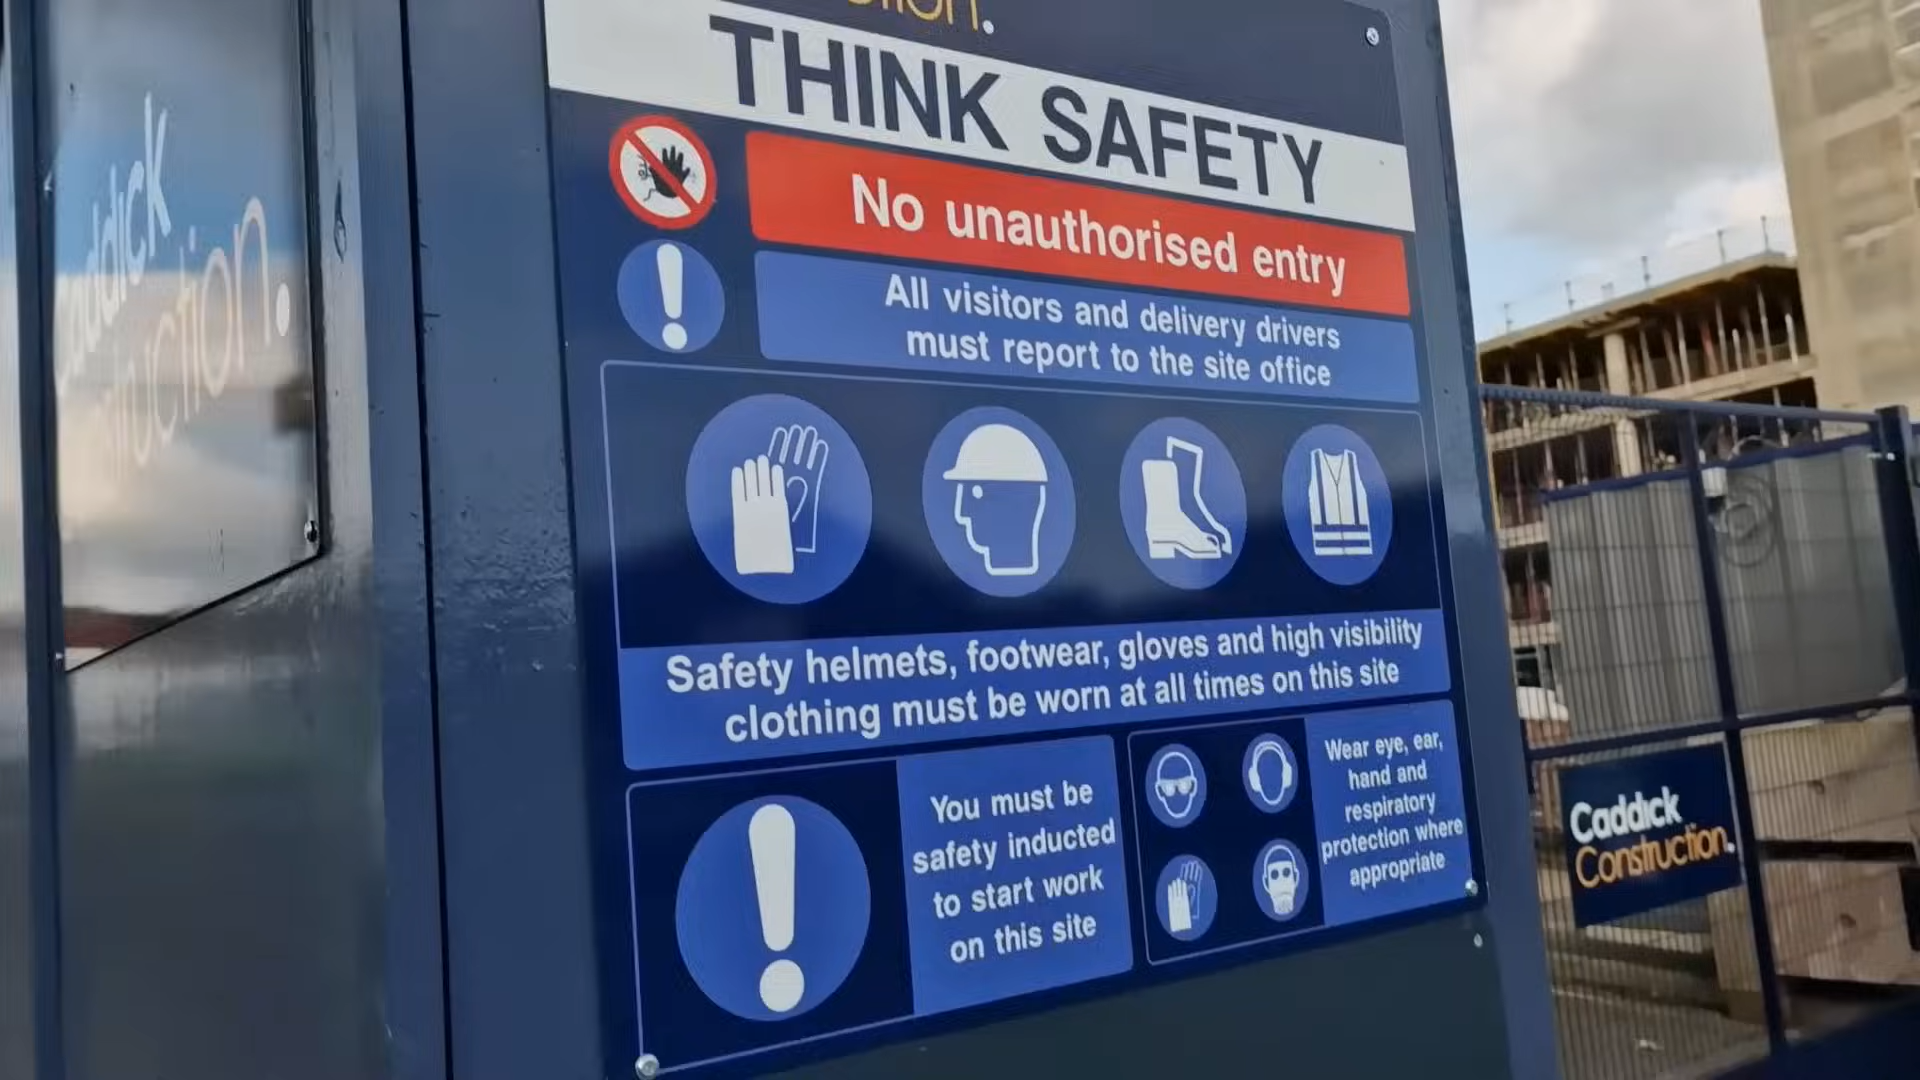 THINK SAFETY
No unauthorised entry
All visitors and delivery drivers
must report to the site office
Safety helmets, footwear, gloves and high visibility
clothing must be worn at all times on this site
You must be
safety inducted
to start work
on this site
Wear eye, ear,
hand and
respiratory
protection where
appropriate
Caddick
Construction.